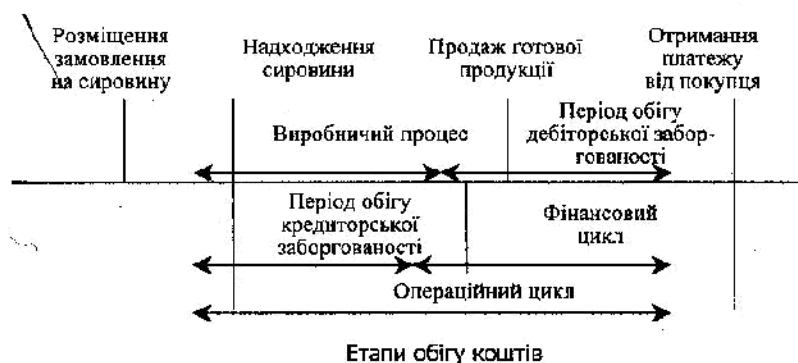 Розміщення
замовлення
на сировину
Надходження
сировини
Продаж готової
продукції
Отримання
платежу
від покупця
Виробничий процес
Період обігу
дебіторської забор-
гованості
Період обігу
кредиторської
заборгованості
Фінансовий
цикл
Операційний цикл
Етапи обігу коштів